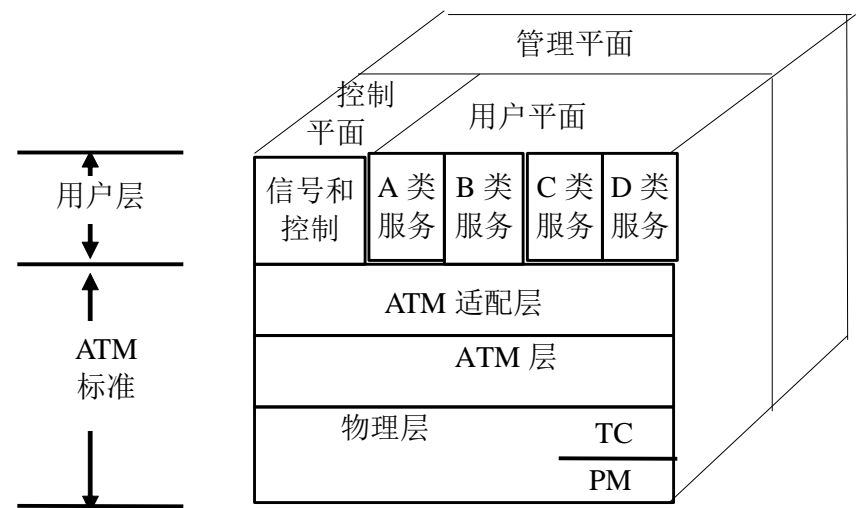 管理平面
控制
平面
用户平面
用户层
信号和
控制
A 类
服务
B 类
服务
C 类
服务
D 类
服务
ATM 适配层
ATM
标准
ATM 层
物理层
TC
PM